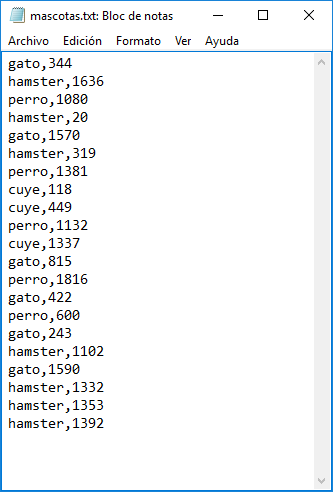 mascotas.txt: Bloc de notas
Archivo Edición Formato Ver Ayuda
gato,344
hamster,1636
perro,1080
hamster,20
gato,1570
hamster,319
perro,1381
cuye,118
cuye,449
perro,1132
cuye,1337
gato,815
perro,1816
gato,422
perro,600
gato,243
hamster,1102
gato,1590
hamster,1332
hamster,1353
hamster,1392